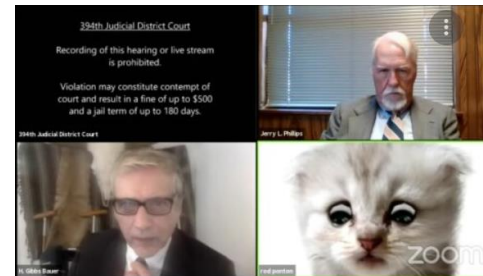 394th Judicial District Court
Recording of this hearing or live stream
is prohibited.
Violation may constitute contempt of
court and result in a fine of up to $500
and a jail term of up to 180 days.
394th Judicial District Court
Jerry L. Phillips
H. Gibbs Bauer
rod ponton
zoom